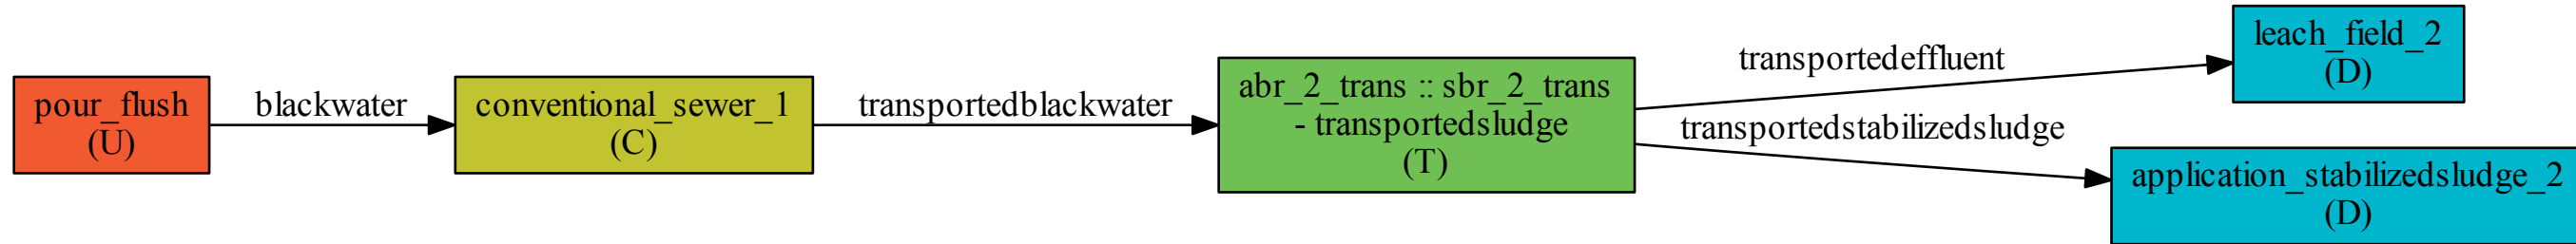 pour_flush
(U)
blackwater
conventional_sewer_1
(C)
transportedblackwater
abr_2_trans :: sbr_2_trans
- transportedsludge
(T)
transportedeffluent
transportedstabilizedsludge
leach_field_2
(D)
application_stabilizedsludge_2
(D)